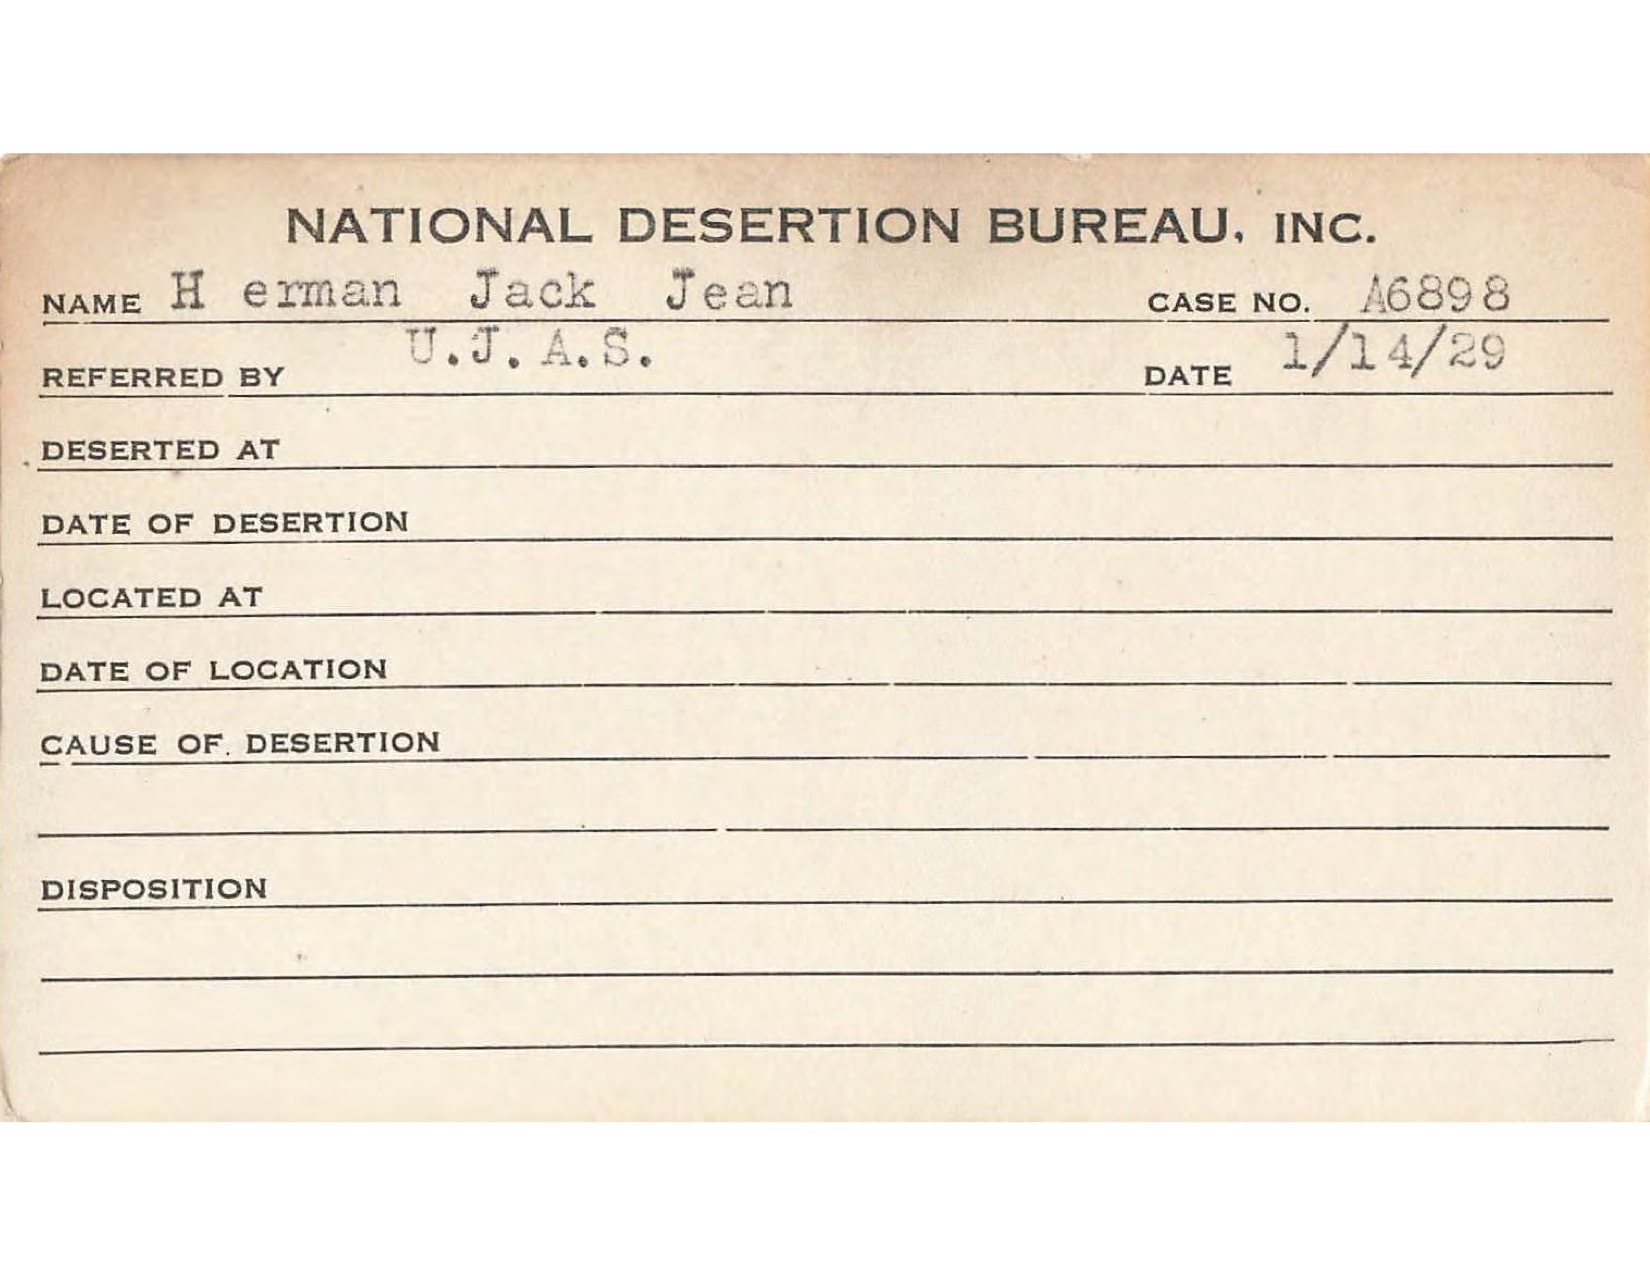 NATIONAL DESERTION BUREAU, INC.
NAME H erman Jack Jean CASE NO. A6898
REFERRED BY U.J.A.S. DATE 1/14/29
DESERTED AT
DATE OF DESERTION
LOCATED AT
DATE OF LOCATION
CAUSE OF DESERTION
DISPOSITION